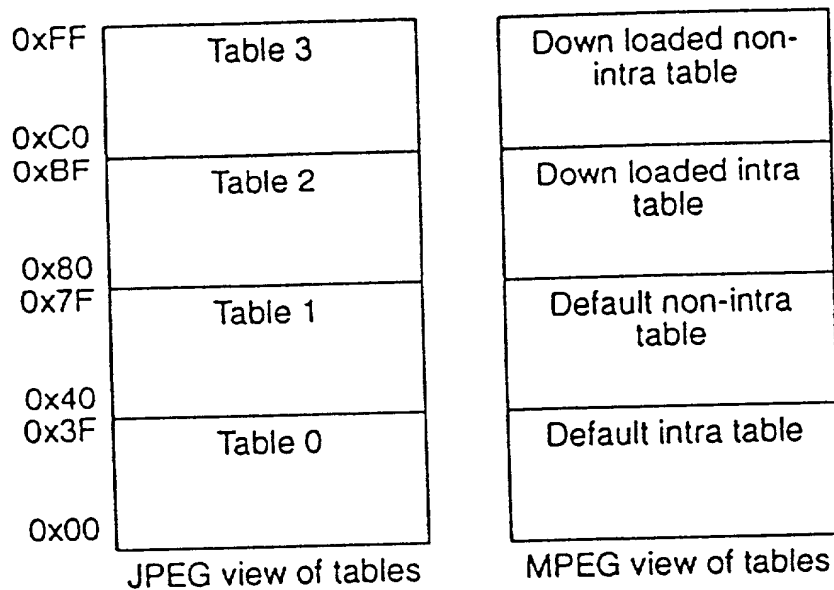 0xFF
Table 3
0xC0
0xBF
Table 2
0x80
0x7F
Table 1
0x40
0x3F
Table 0
0x00
JPEG view of tables
Down loaded non-
intra table
Down loaded intra
table
Default non-intra
table
Default intra table
MPEG view of tables